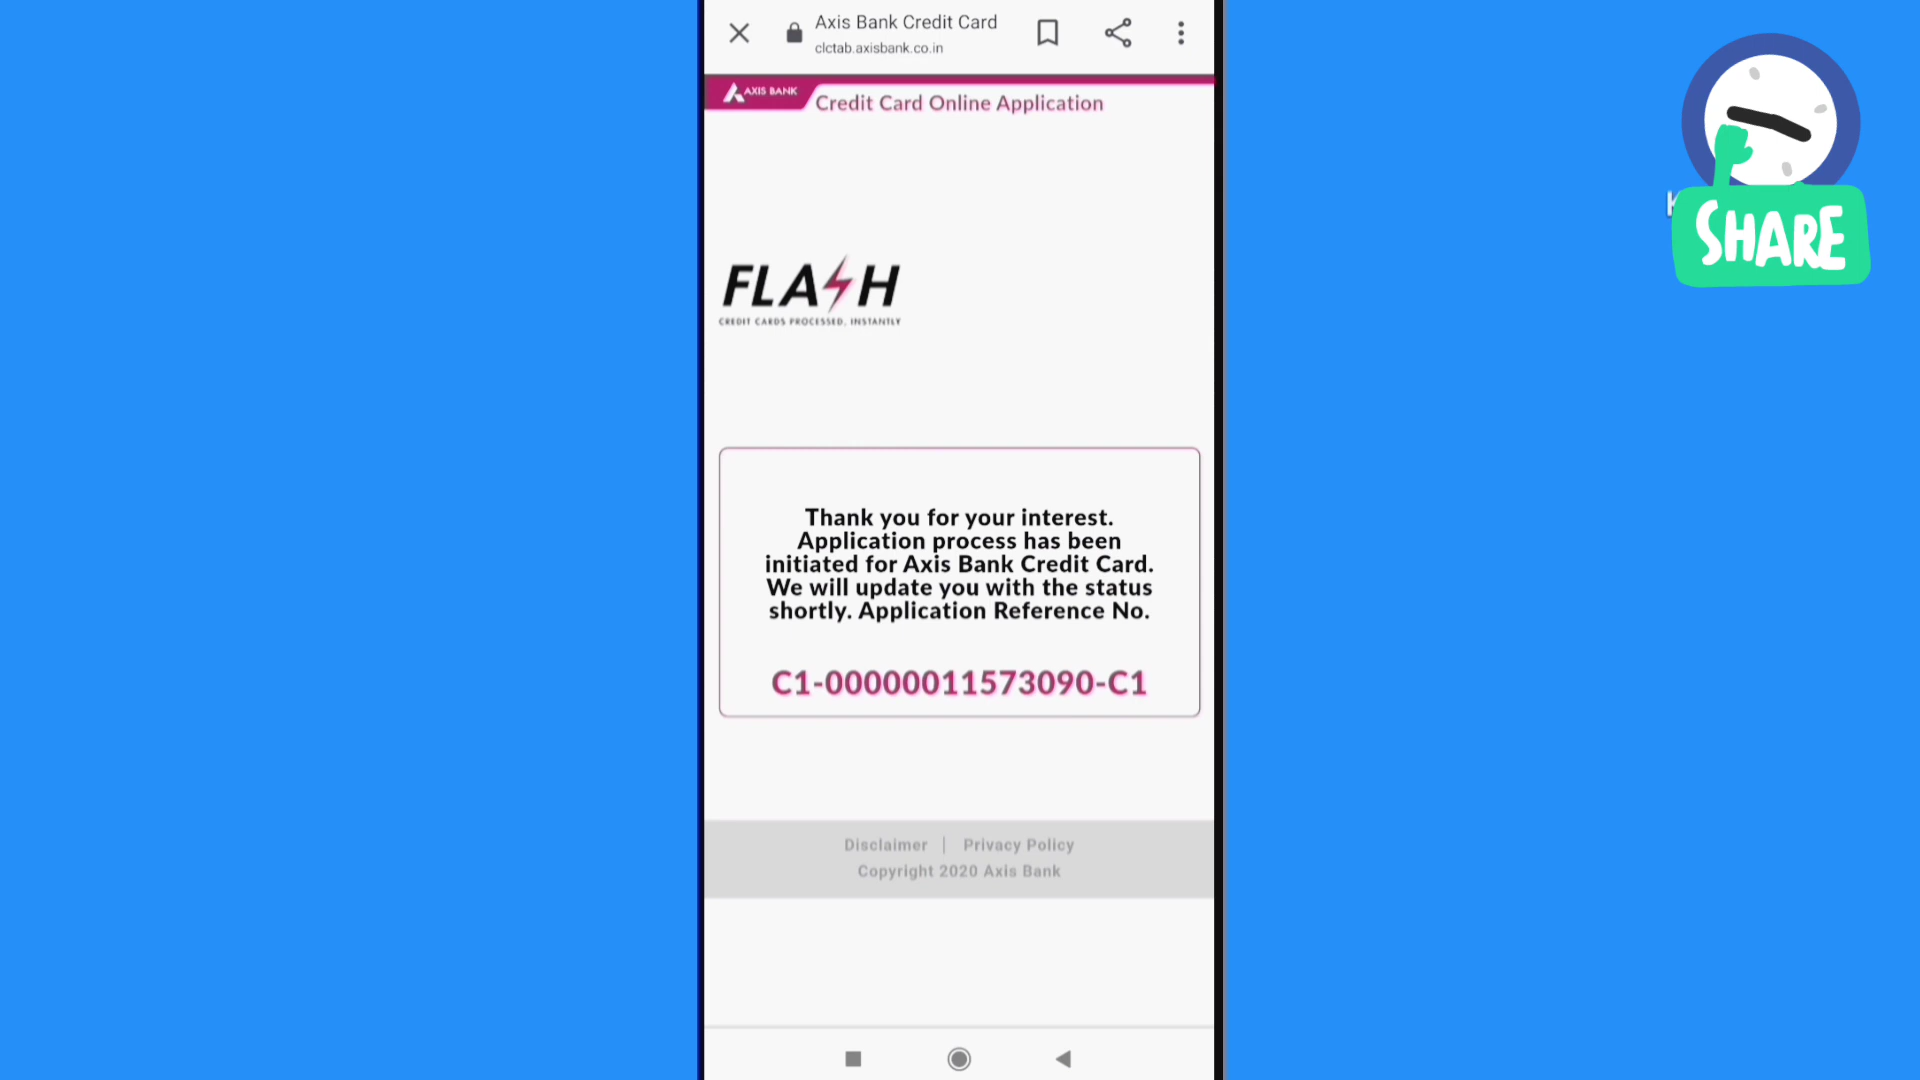 Axis Bank Credit Card
clctab.axisbank.co.in
AXIS BANK
Credit Card Online Application
FLASH
CREDIT CARDS PROCESSED, INSTANTLY
Thank you for your interest.
Application process has been
initiated for Axis Bank Credit Card.
We will update you with the status
shortly. Application Reference No.
C1-00000011573090-C1
Disclaimer | Privacy Policy
Copyright 2020 Axis Bank
SHARE